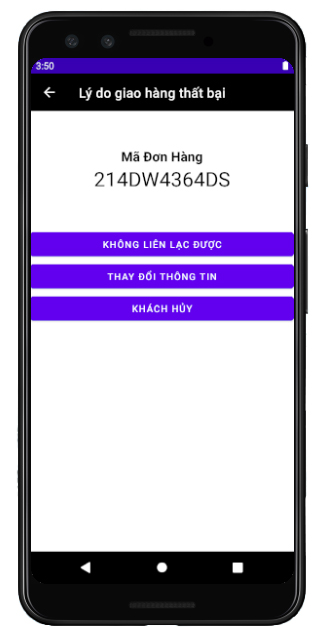 3:50
Lý do giao hàng thất bại
Mã Đơn Hàng
214DW4364DS
KHÔNG LIÊN LẠC ĐƯỢC
THAY ĐỔI THÔNG TIN
KHÁCH HỦY